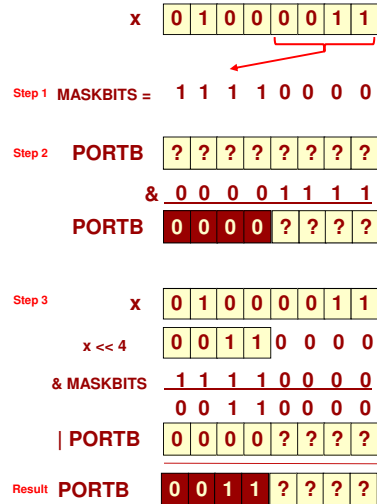 x 0 1 0 0 0 0 1 1
Step 1 MASKBITS = 1 1 1 1 0 0 0 0
Step 2 PORTB ? ? ? ? ? ? ? ?
& 0 0 0 0 1 1 1 1
PORTB 0 0 0 0 ? ? ? ?
Step 3 x 0 1 0 0 0 0 1 1
x << 4 0 0 1 1 0 0 0 0
& MASKBITS 1 1 1 1 0 0 0 0
0 0 1 1 0 0 0 0
| PORTB 0 0 0 0 ? ? ? ?
Result PORTB 0 0 1 1 ? ? ? ?